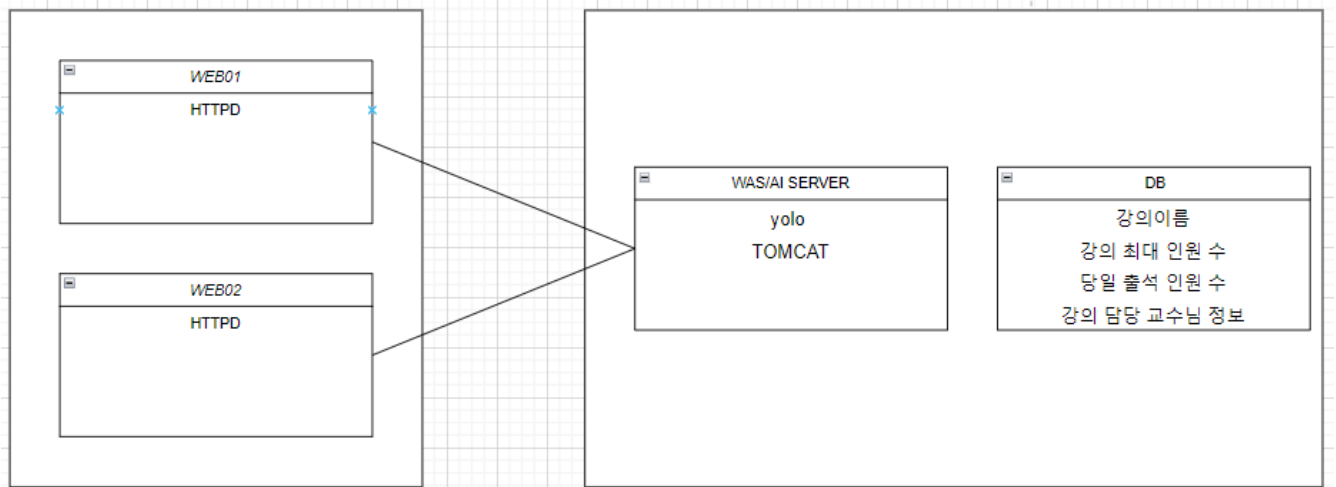 WEB01
HTTPD
WEB02
HTTPD
WAS/AI SERVER
yolo
TOMCAT
DB
강의이름
강의 최대 인원 수
당일 출석 인원 수
강의 담당 교수님 정보